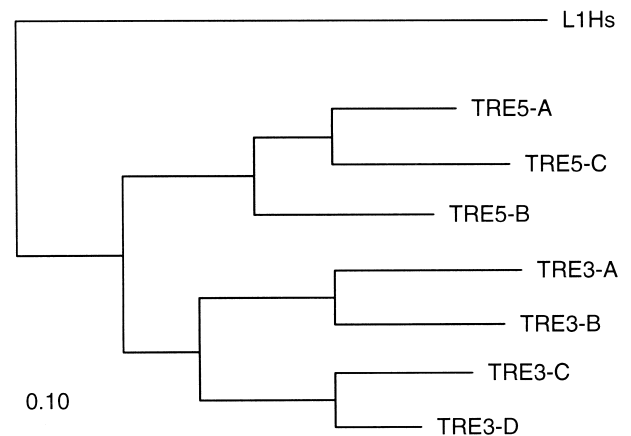 L1Hs
TRE5-A
TRE5-C
TRE5-B
TRE3-A
TRE3-B
TRE3-C
0.10
TRE3-D